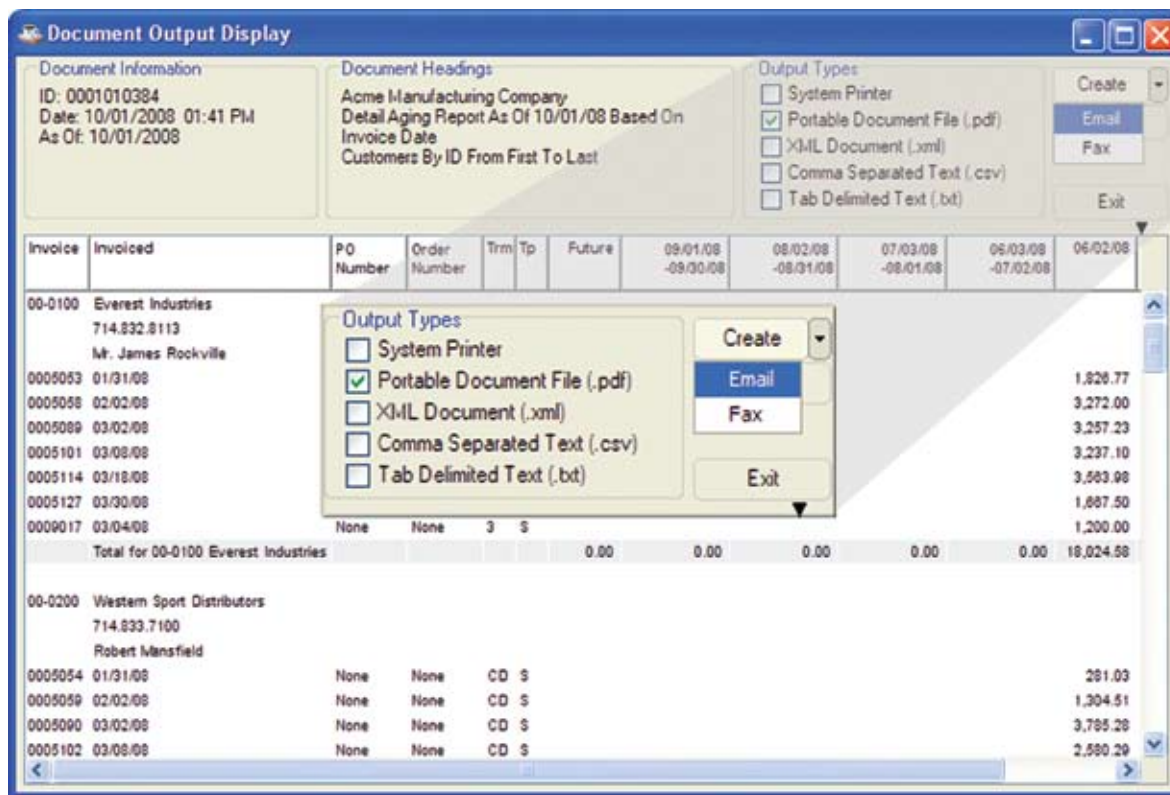 Document Output Display
Document Information
ID: 0001010384
Date: 10/01/2008 01:41 PM
As Of: 10/01/2008
Document Headings
Acme Manufacturing Company
Detail Aging Report As Of 10/01/08 Based On
Invoice Date
Customers By ID From First To Last
Output Types
System Printer
Portable Document File (.pdf)
XML Document (.xml)
Comma Separated Text (.csv)
Tab Delimited Text (.txt)
Create
Email
Fax
Exit
Invoice Invoiced PO Number Order Number Trm Tp Future 09/01/08 -09/30/08 08/02/08 -08/31/08 07/03/08 -08/01/08 06/03/08 -07/02/08 06/02/08
00-0100 Everest Industries
714.832.8113
Mr. James Rockville
0005053 01/31/08 1,826.77
0005058 02/02/08 3,272.00
0005089 03/02/08 3,257.23
0005101 03/08/08 3,237.10
0005114 03/18/08 3,563.98
0005127 03/30/08 1,667.50
0009017 03/04/08 None None 3 S 1,200.00
Total for 00-0100 Everest Industries 0.00 0.00 0.00 0.00 0.00 18,024.58
Output Types
System Printer
Portable Document File (.pdf)
XML Document (.xml)
Comma Separated Text (.csv)
Tab Delimited Text (.txt)
Create
Email
Fax
Exit
00-0200 Western Sport Distributors
714.833.7100
Robert Mansfield
0005054 01/31/08 None None CD S 281.03
0005059 02/02/08 None None CD S 1,304.51
0005090 03/02/08 None None CD S 3,785.28
0005102 03/08/08 None None CD S 2,580.29